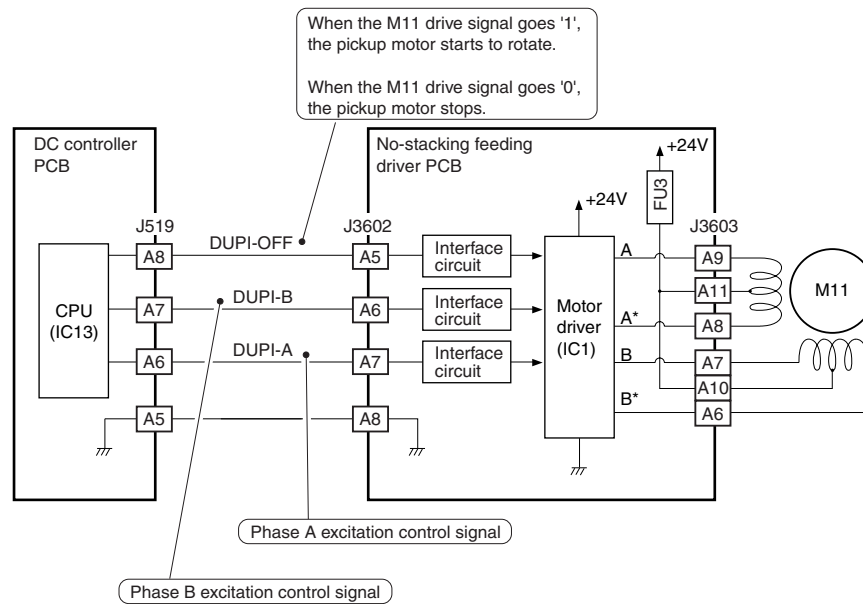 When the M11 drive signal goes '1',
the pickup motor starts to rotate.
When the M11 drive signal goes '0',
the pickup motor stops.
DC controller
PCB
No-stacking feeding
driver PCB
+24V
+24V
FU3
J519
J3602
J3603
A8
DUPI-OFF
A5
Interface
circuit
A
A9
A11
M11
CPU
(IC13)
A7
DUPI-B
A6
Interface
circuit
Motor
driver
(IC1)
A*
A8
A6
DUPI-A
A7
Interface
circuit
B
A7
A10
B*
A6
A5
A8
Phase A excitation control signal
Phase B excitation control signal